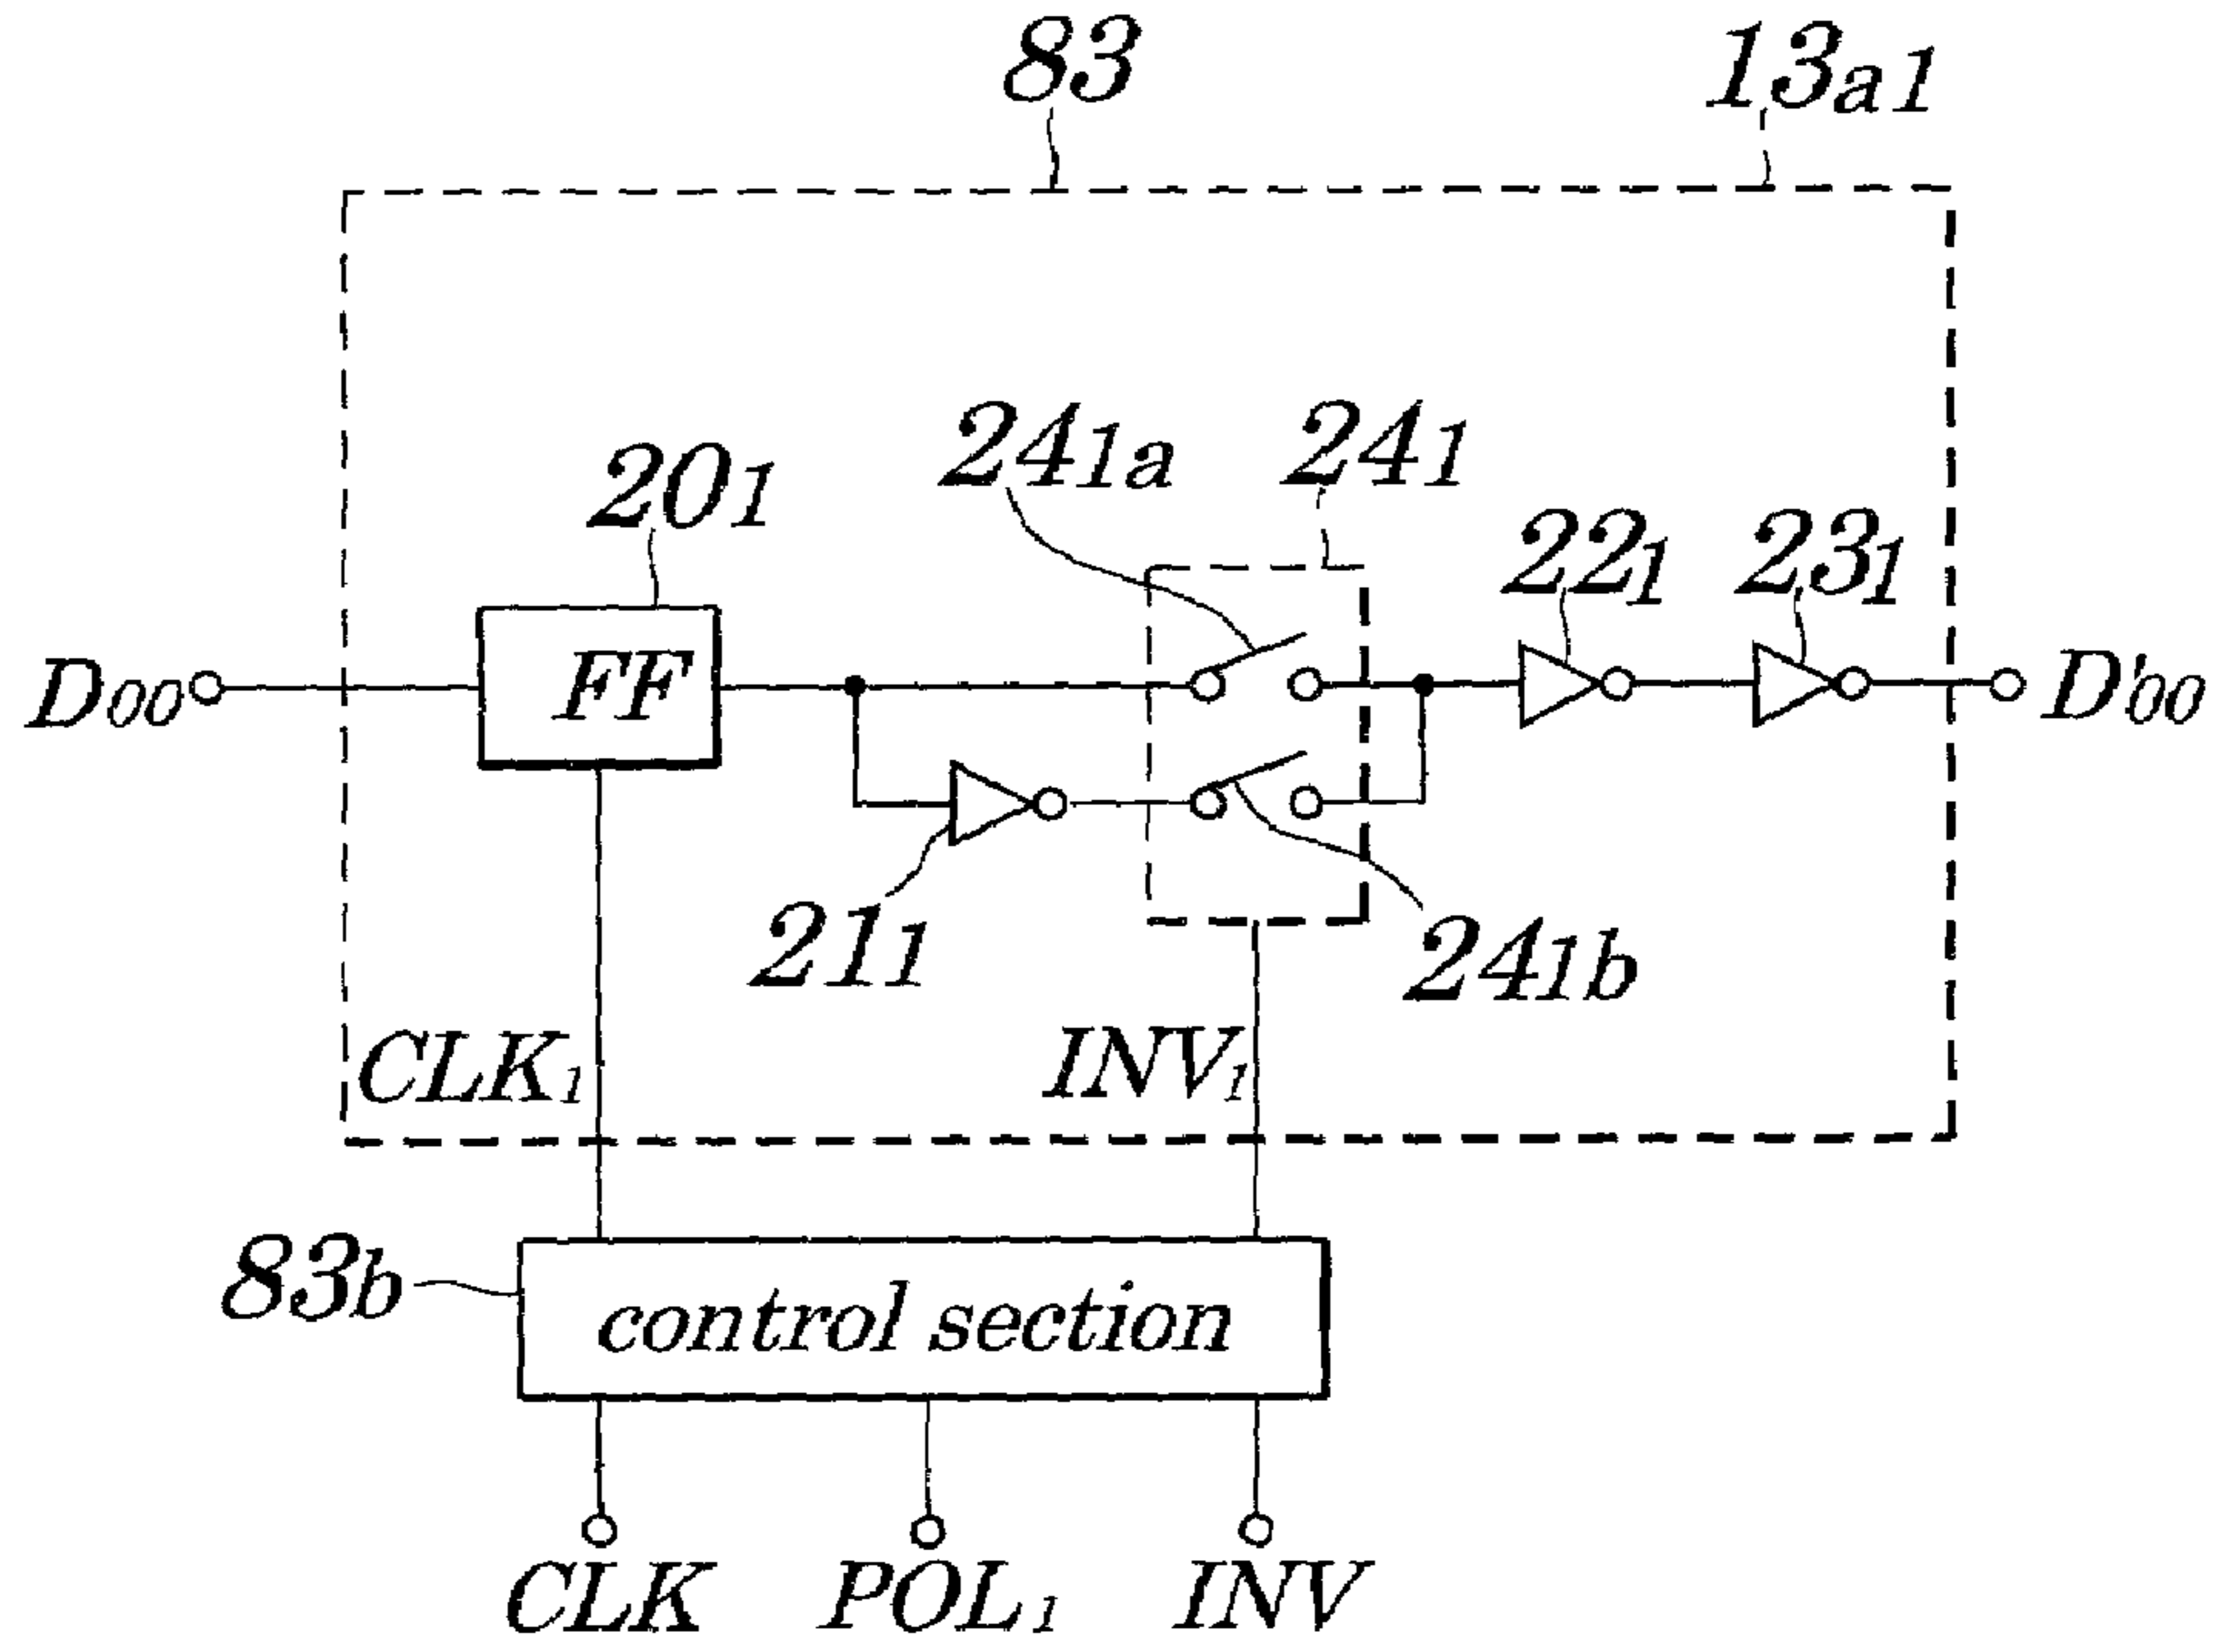 83
13a1
241a
241
201
221
231
D00
FF
D'00
211
241b
CLK1
INV1
83b
control section
CLK
POL1
INV